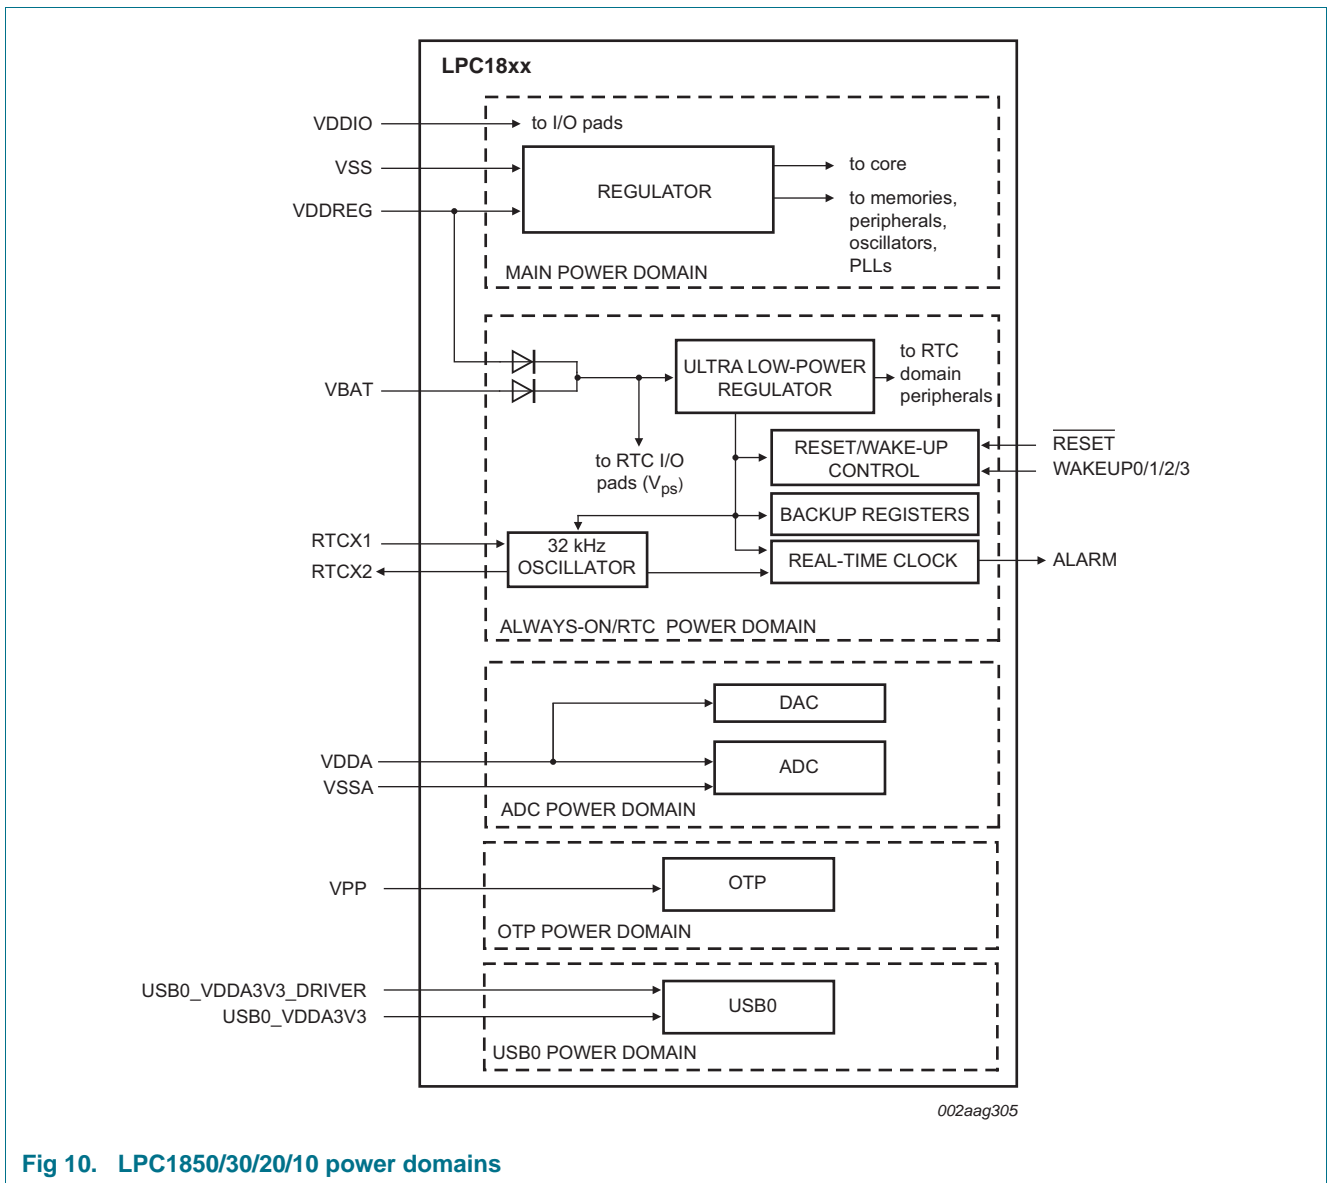 LPC18xx
VDDIO
to I/O pads
VSS
REGULATOR
to core
VDDREG
to memories,
peripherals,
oscillators,
PLLs
MAIN POWER DOMAIN
VBAT
ULTRA LOW-POWER
REGULATOR
to RTC
domain
peripherals
to RTC I/O
pads (Vps)
RESET/WAKE-UP
CONTROL
RESET
WAKEUP0/1/2/3
BACKUP REGISTERS
RTCX1
RTCX2
32 kHz
OSCILLATOR
REAL-TIME CLOCK
ALARM
ALWAYS-ON/RTC POWER DOMAIN
DAC
VDDA
VSSA
ADC
ADC POWER DOMAIN
VPP
OTP
OTP POWER DOMAIN
USB0_VDDA3V3_DRIVER
USB0_VDDA3V3
USB0
USB0 POWER DOMAIN
002aag305
Fig 10. LPC1850/30/20/10 power domains